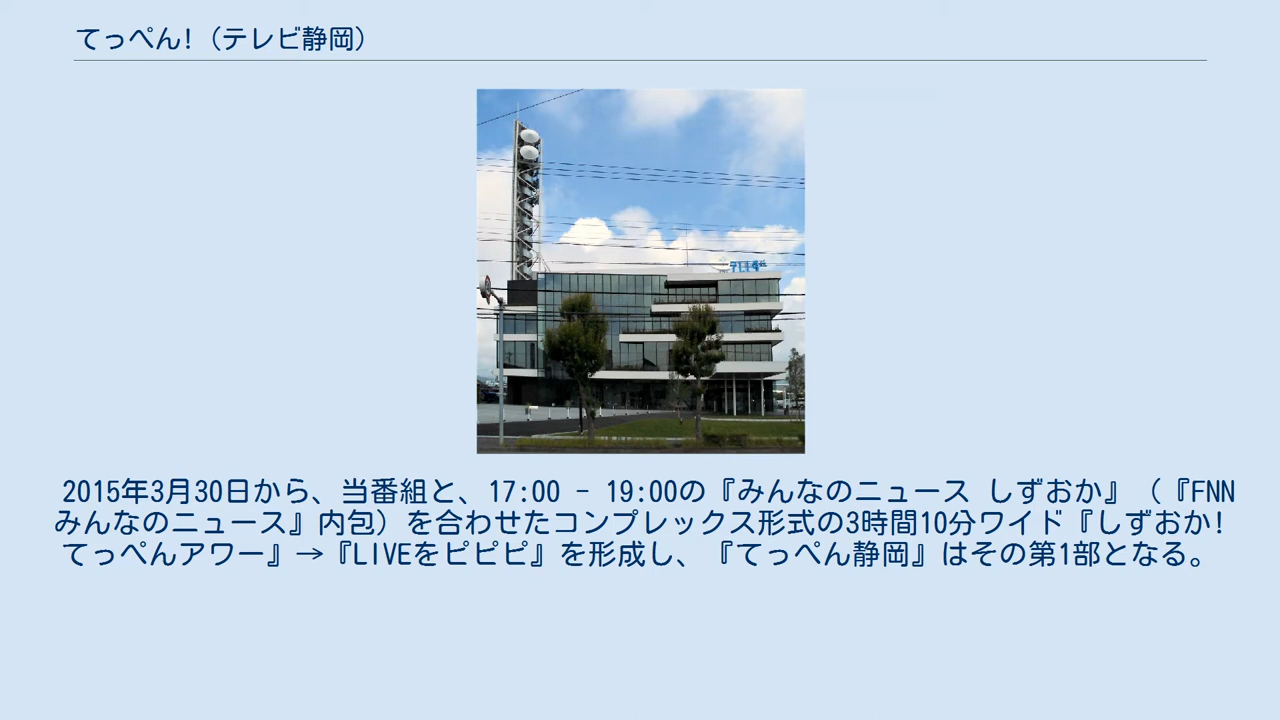 てっぺん!（テレビ静岡）
2015年3月30日から、当番組と、17:00 - 19:00の『みんなのニュース しずおか』（『FNN
みんなのニュース』内包）を合わせたコンプレックス形式の3時間10分ワイド『しずおか!
てっぺんアワー』→『LIVEをピピピ』を形成し、『てっぺん静岡』はその第1部となる。